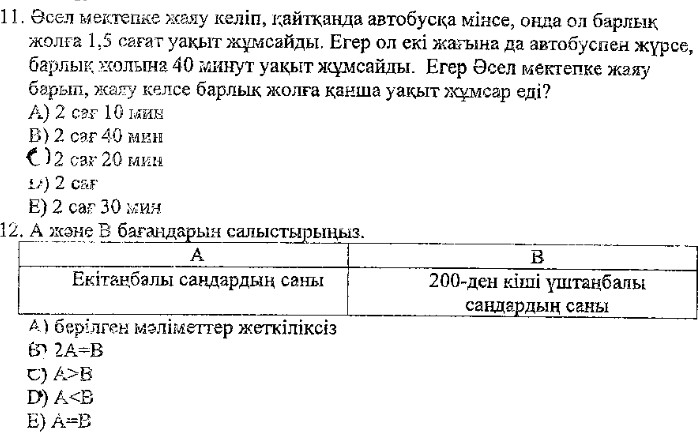 11. Әсел мектепке жаяу келіп, қайтқанда автобусқа мінсе, онда ол барлық
жолға 1,5 сағат уақыт жұмсайды. Егер ол екі жағына да автобуспен жүрсе,
барлық жолына 40 минут уақыт жұмсайды. Егер Әсел мектепке жаяу
барып, жаяу келсе барлық жолға қанша уақыт жұмсар еді?
A) 2 сағ 10 мин
B) 2 сағ 40 мин
C) 2 сағ 20 мин
D) 2 сағ
E) 2 сағ 30 мин
12. А және В бағандарын салыстырыңыз.
A B
Екітаңбалы сандардың саны 200-ден кіші үштаңбалы
сандардың саны
A) берілген мәліметтер жеткіліксіз
B) 2A=B
C) A>B
D) A<B
E) A=B